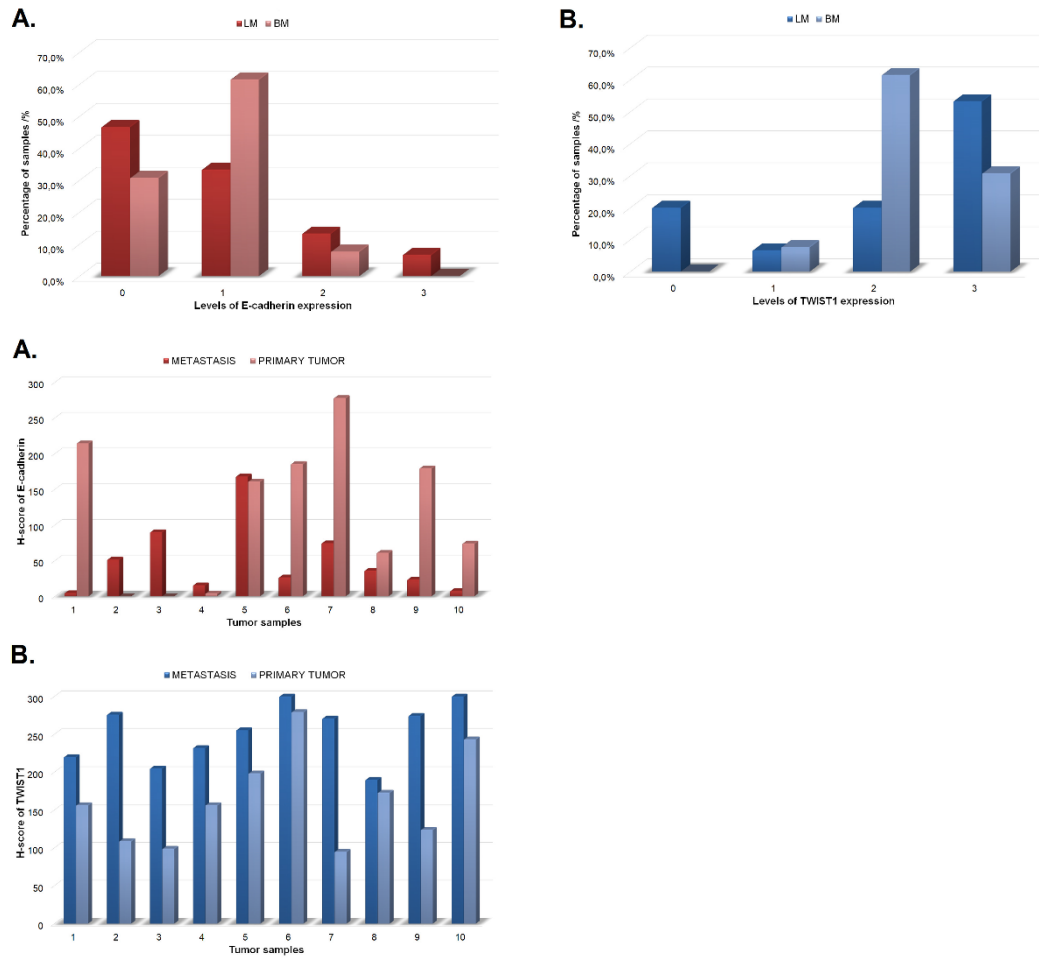 A.
LM BM
70,0%
60,0%
50,0%
40,0%
30,0%
20,0%
10,0%
0,0%
Percentage of samples /%
0 1 2 3
Levels of E-cadherin expression
B.
LM BM
70,0%
60,0%
50,0%
40,0%
30,0%
20,0%
10,0%
0,0%
Percentage of samples /%
0 1 2 3
Levels of TWIST1 expression
A.
METASTASIS PRIMARY TUMOR
300
250
200
150
100
50
0
H-score of E-cadherin
1 2 3 4 5 6 7 8 9 10
Tumor samples
B.
METASTASIS PRIMARY TUMOR
300
250
200
150
100
50
0
H-score of TWIST1
1 2 3 4 5 6 7 8 9 10
Tumor samples